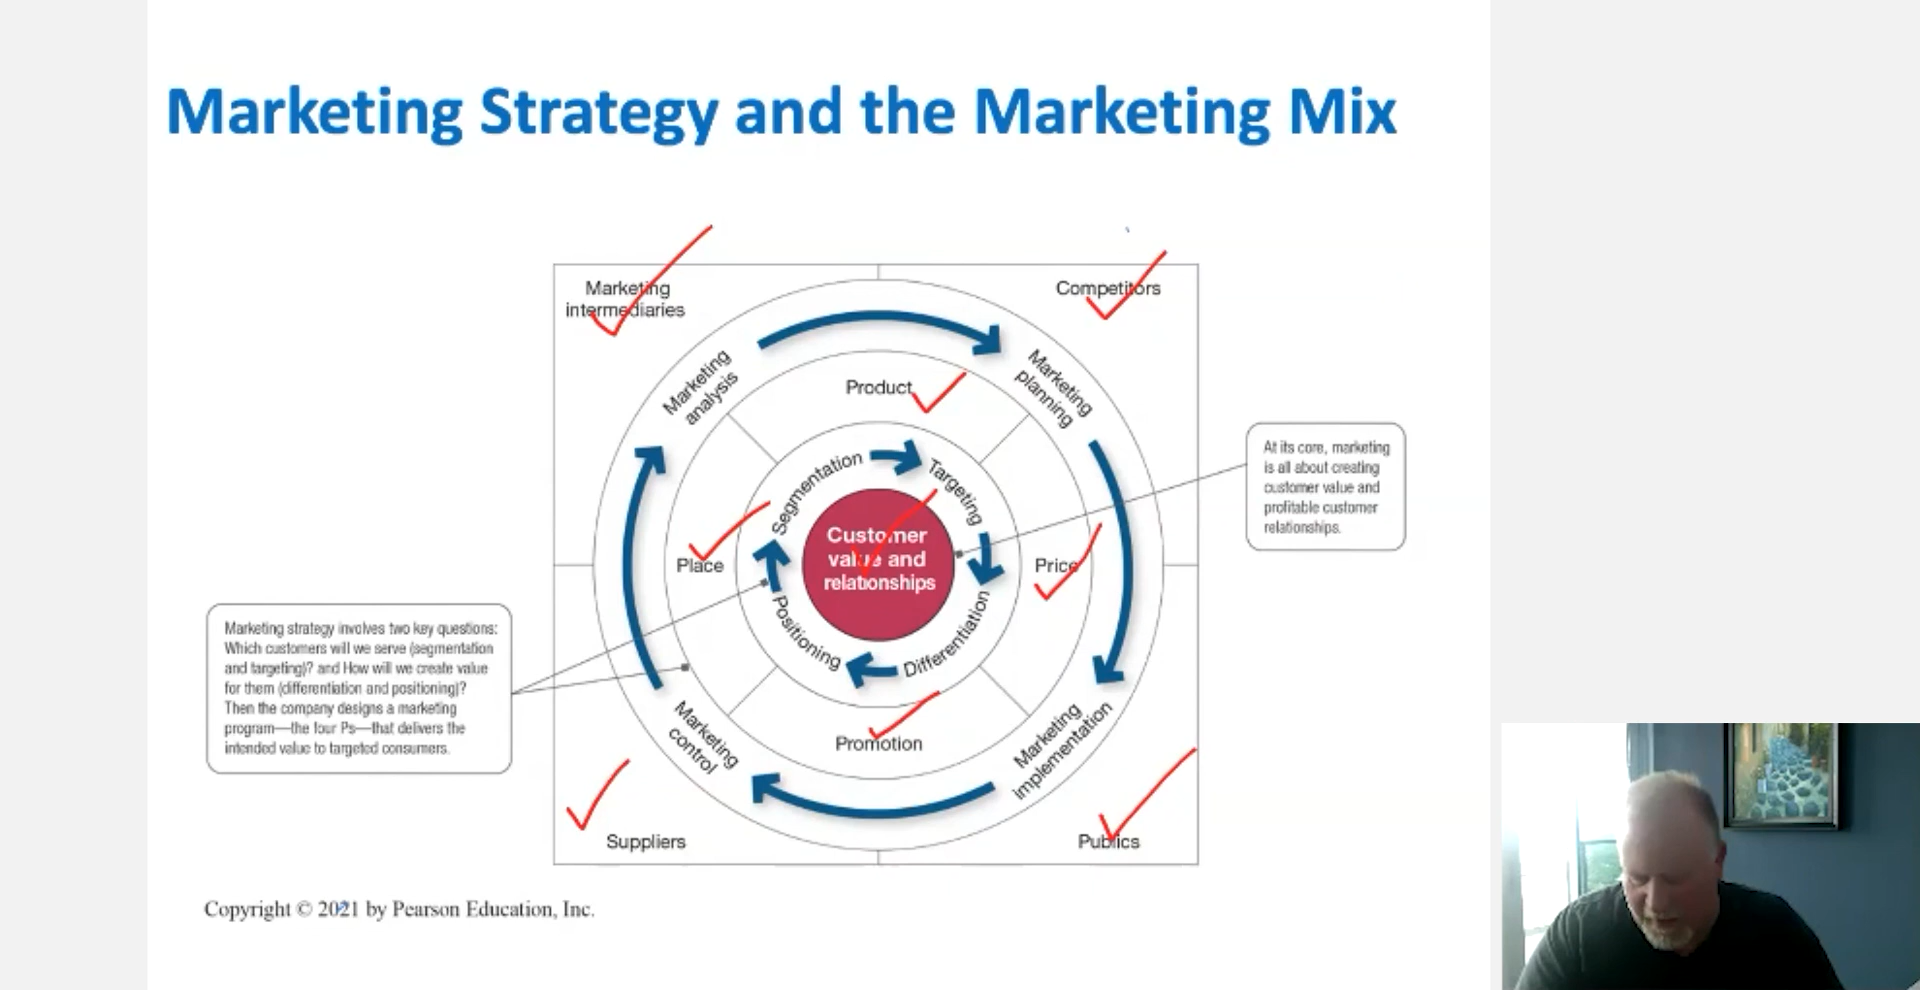 Marketing Strategy and the Marketing Mix
Marketing
intermediaries
Competitors
Marketing
analysis
Marketing
planning
Product
Segmentation
Targeting
Customer
value and
relationships
Place
Price
Positioning
Differentiation
At its core, marketing
is all about creating
customer value and
profitable customer
relationships.
Marketing strategy involves two key questions:
Which customers will we serve (segmentation
and targeting)? and How will we create value
for them (differentiation and positioning)?
Then the company designs a marketing
program—the four Ps—that delivers the
intended value to targeted consumers.
Marketing
control
Promotion
Marketing
implementation
Suppliers
Publics
Copyright © 2021 by Pearson Education, Inc.